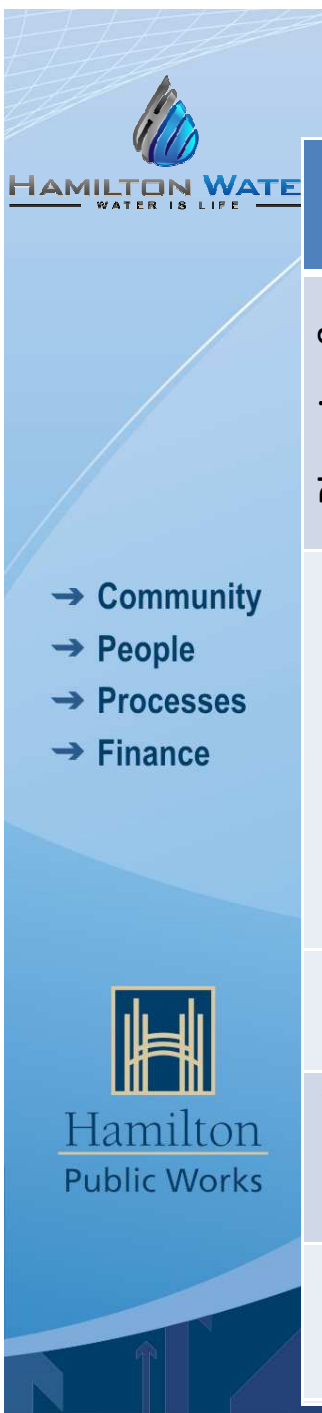 HAMILTON WATE
WATER IS LIFE
→ Community
→ People
→ Processes
→ Finance
Hamilton
Public Works